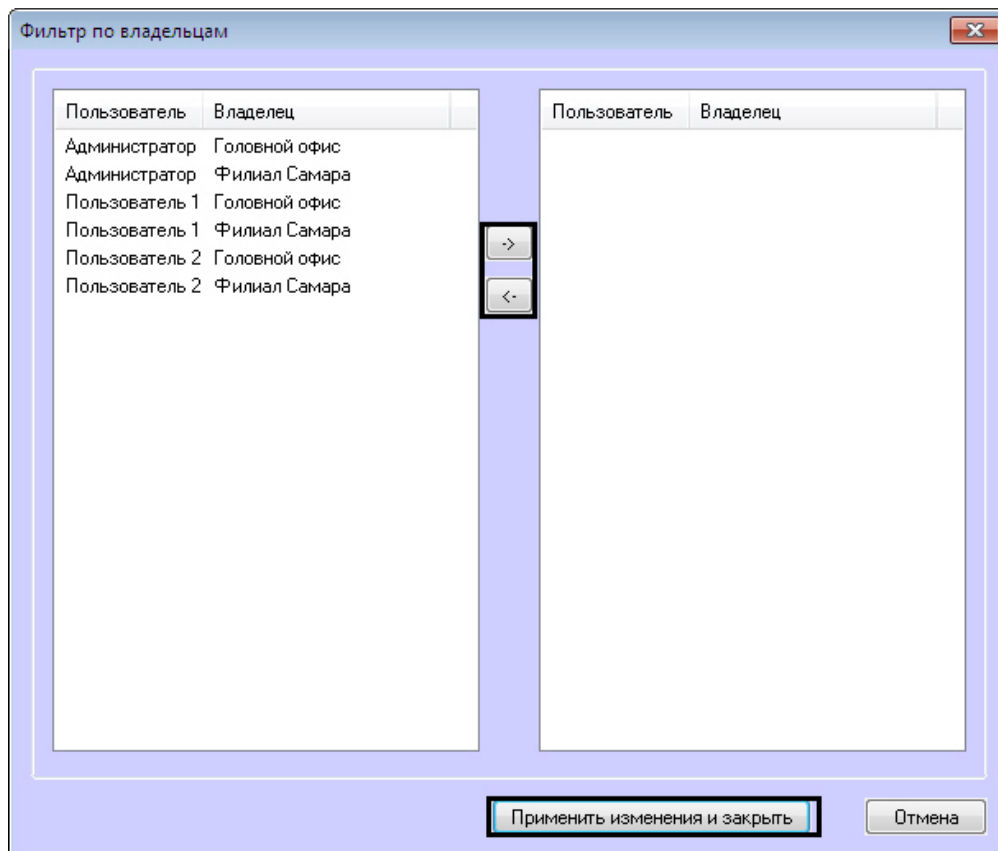 Фильтр по владельцам
Пользователь Владелец
Администратор Головной офис
Администратор Филиал Самара
Пользователь 1 Головной офис
Пользователь 1 Филиал Самара
Пользователь 2 Головной офис
Пользователь 2 Филиал Самара
->
<-
Пользователь Владелец
Применить изменения и закрыть Отмена